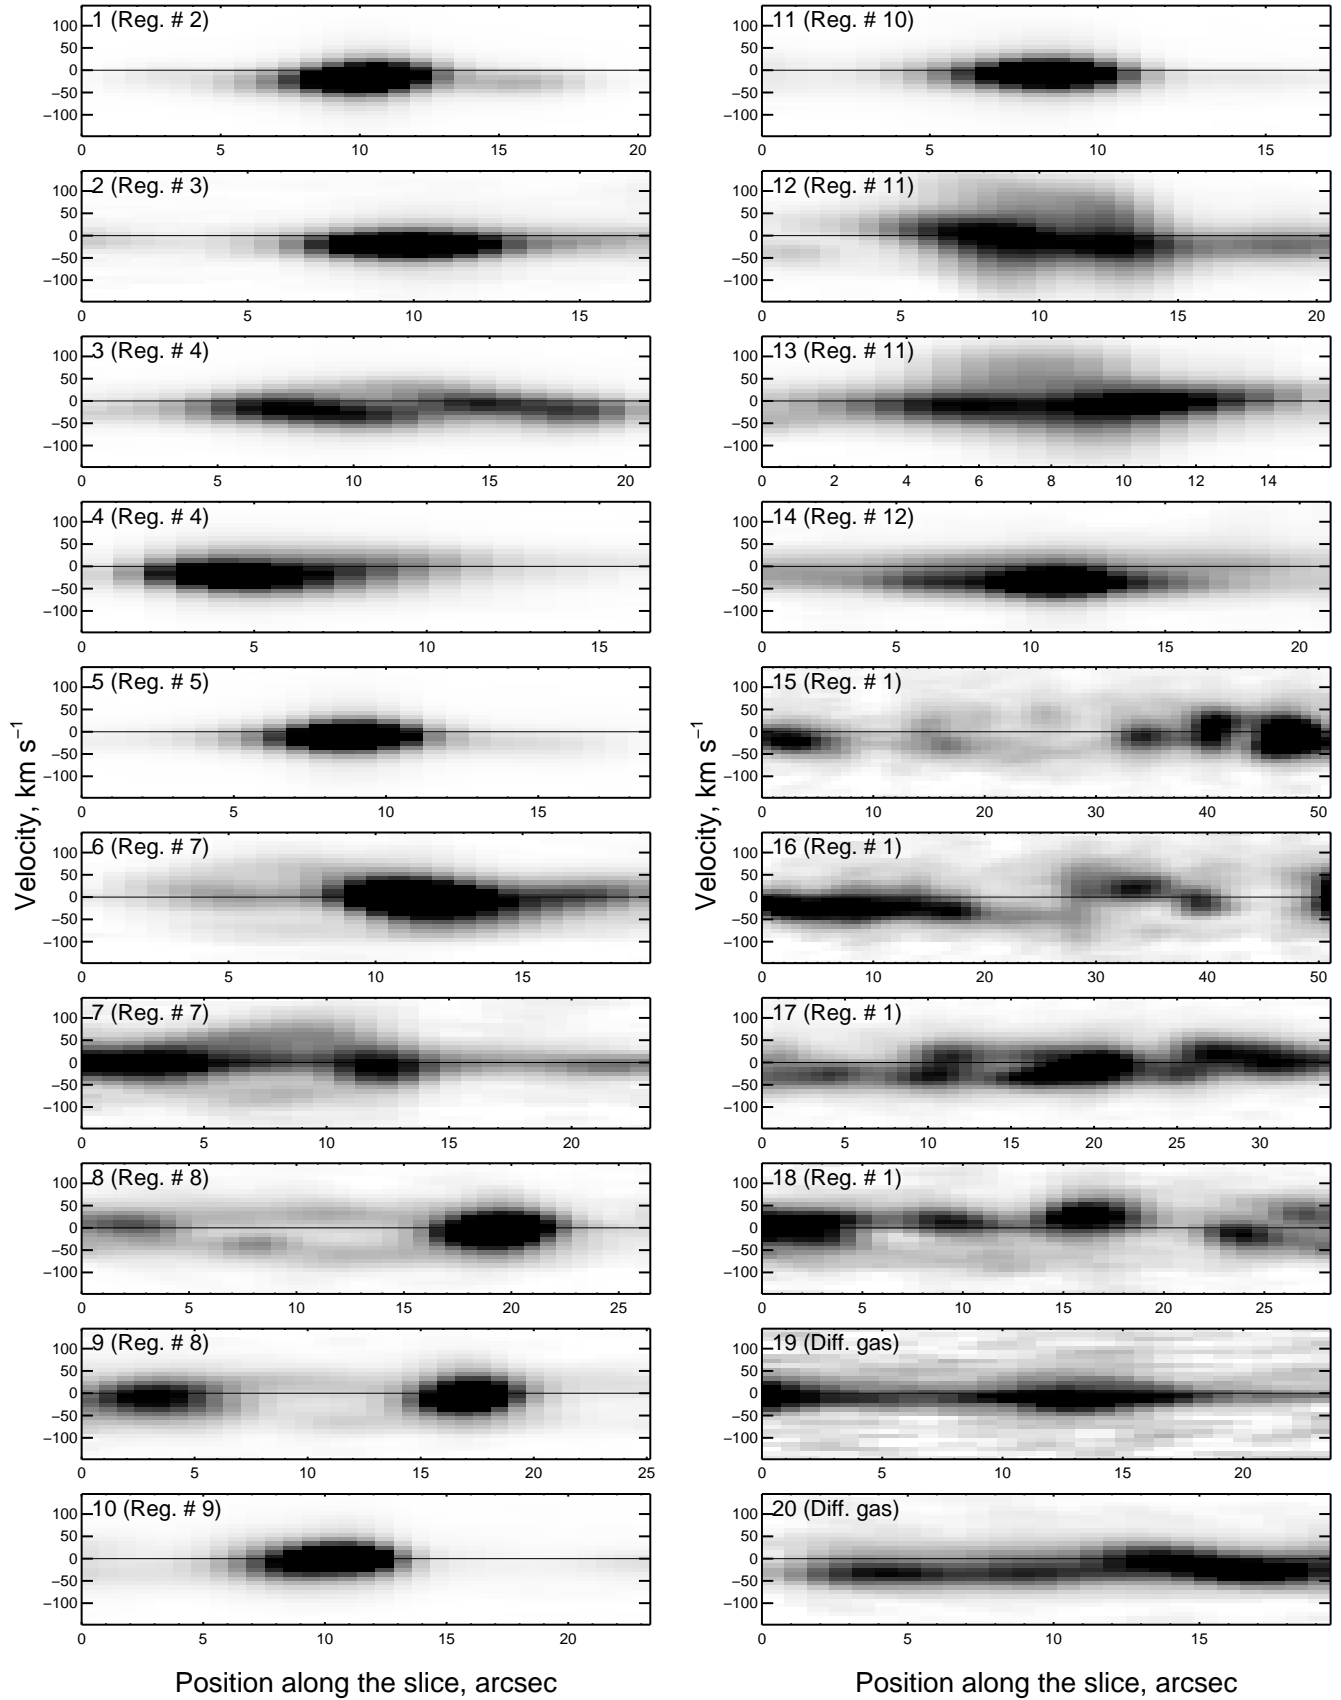 1 (Reg. # 2)
100
50
0
−50
−100
0 5 10 15 20
2 (Reg. # 3)
100
50
0
−50
−100
0 5 10 15
3 (Reg. # 4)
100
50
0
−50
−100
0 5 10 15 20
4 (Reg. # 4)
100
50
0
−50
−100
0 5 10 15
5 (Reg. # 5)
100
50
0
−50
−100
0 5 10 15
6 (Reg. # 7)
100
50
0
−50
−100
0 5 10 15
7 (Reg. # 7)
100
50
0
−50
−100
0 5 10 15 20
8 (Reg. # 8)
100
50
0
−50
−100
0 5 10 15 20 25
9 (Reg. # 8)
100
50
0
−50
−100
0 5 10 15 20 25
10 (Reg. # 9)
100
50
0
−50
−100
0 5 10 15 20
Velocity, km s⁻¹
Position along the slice, arcsec
11 (Reg. # 10)
100
50
0
−50
−100
0 5 10 15
12 (Reg. # 11)
100
50
0
−50
−100
0 5 10 15 20
13 (Reg. # 11)
100
50
0
−50
−100
0 2 4 6 8 10 12 14
14 (Reg. # 12)
100
50
0
−50
−100
0 5 10 15 20
15 (Reg. # 1)
100
50
0
−50
−100
0 10 20 30 40 50
16 (Reg. # 1)
100
50
0
−50
−100
0 10 20 30 40 50
17 (Reg. # 1)
100
50
0
−50
−100
0 5 10 15 20 25 30
18 (Reg. # 1)
100
50
0
−50
−100
0 5 10 15 20 25
19 (Diff. gas)
100
50
0
−50
−100
0 5 10 15 20
20 (Diff. gas)
100
50
0
−50
−100
0 5 10 15
Velocity, km s⁻¹
Position along the slice, arcsec